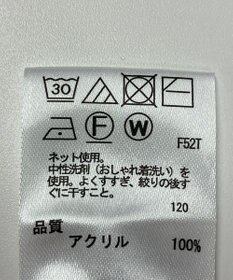 30
F W
F52T
ネット使用。
中性洗剤（おしゃれ着洗い）を
使用。よくすすぎ、絞りの後す
ぐに干すこと。
120
品質
アクリル 100%